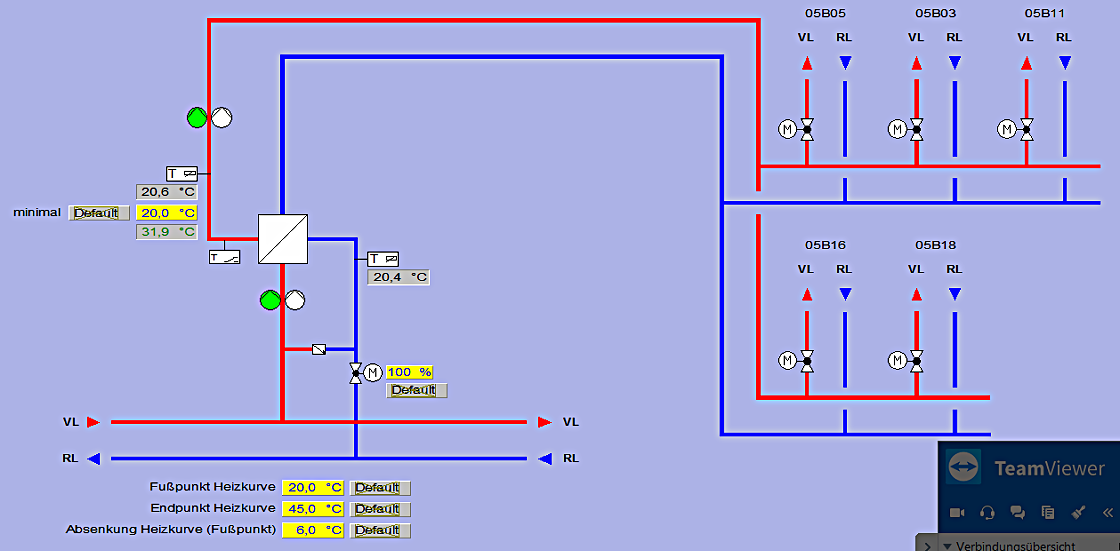 05B05 05B03 05B11
VL RL VL RL VL RL
M M M
T
20,6 °C
minimal Default 20,0 °C
31,9 °C
T
T
20,4 °C
05B16 05B18
VL RL VL RL
M M
M 100 %
Default
VL VL
RL RL
Fußpunkt Heizkurve 20,0 °C Default
Endpunkt Heizkurve 45,0 °C Default
Absenkung Heizkurve (Fußpunkt) 6,0 °C Default
TeamViewer
Verbindungsübersicht